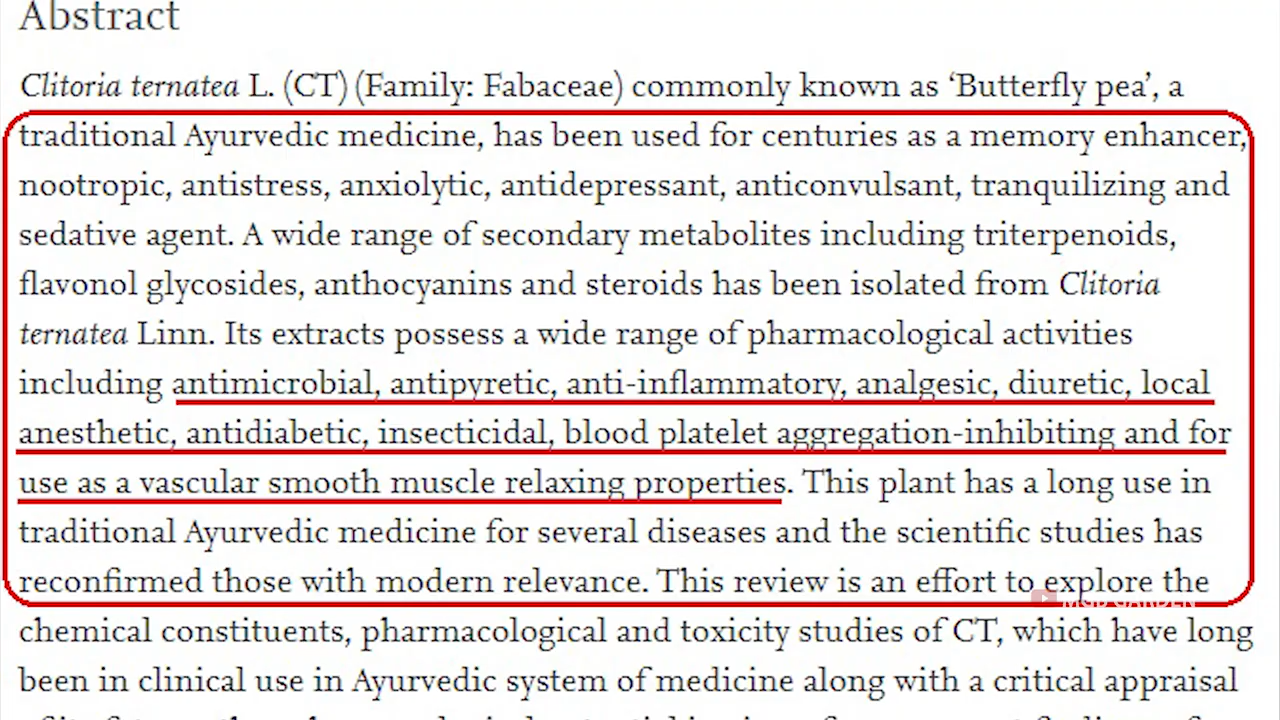 Abstract
Clitoria ternatea L. (CT) (Family: Fabaceae) commonly known as ‘Butterfly pea’, a
traditional Ayurvedic medicine, has been used for centuries as a memory enhancer,
nootropic, antistress, anxiolytic, antidepressant, anticonvulsant, tranquilizing and
sedative agent. A wide range of secondary metabolites including triterpenoids,
flavonol glycosides, anthocyanins and steroids has been isolated from Clitoria
ternatea Linn. Its extracts possess a wide range of pharmacological activities
including antimicrobial, antipyretic, anti-inflammatory, analgesic, diuretic, local
anesthetic, antidiabetic, insecticidal, blood platelet aggregation-inhibiting and for
use as a vascular smooth muscle relaxing properties. This plant has a long use in
traditional Ayurvedic medicine for several diseases and the scientific studies has
reconfirmed those with modern relevance. This review is an effort to explore the
chemical constituents, pharmacological and toxicity studies of CT, which have long
been in clinical use in Ayurvedic system of medicine along with a critical appraisal